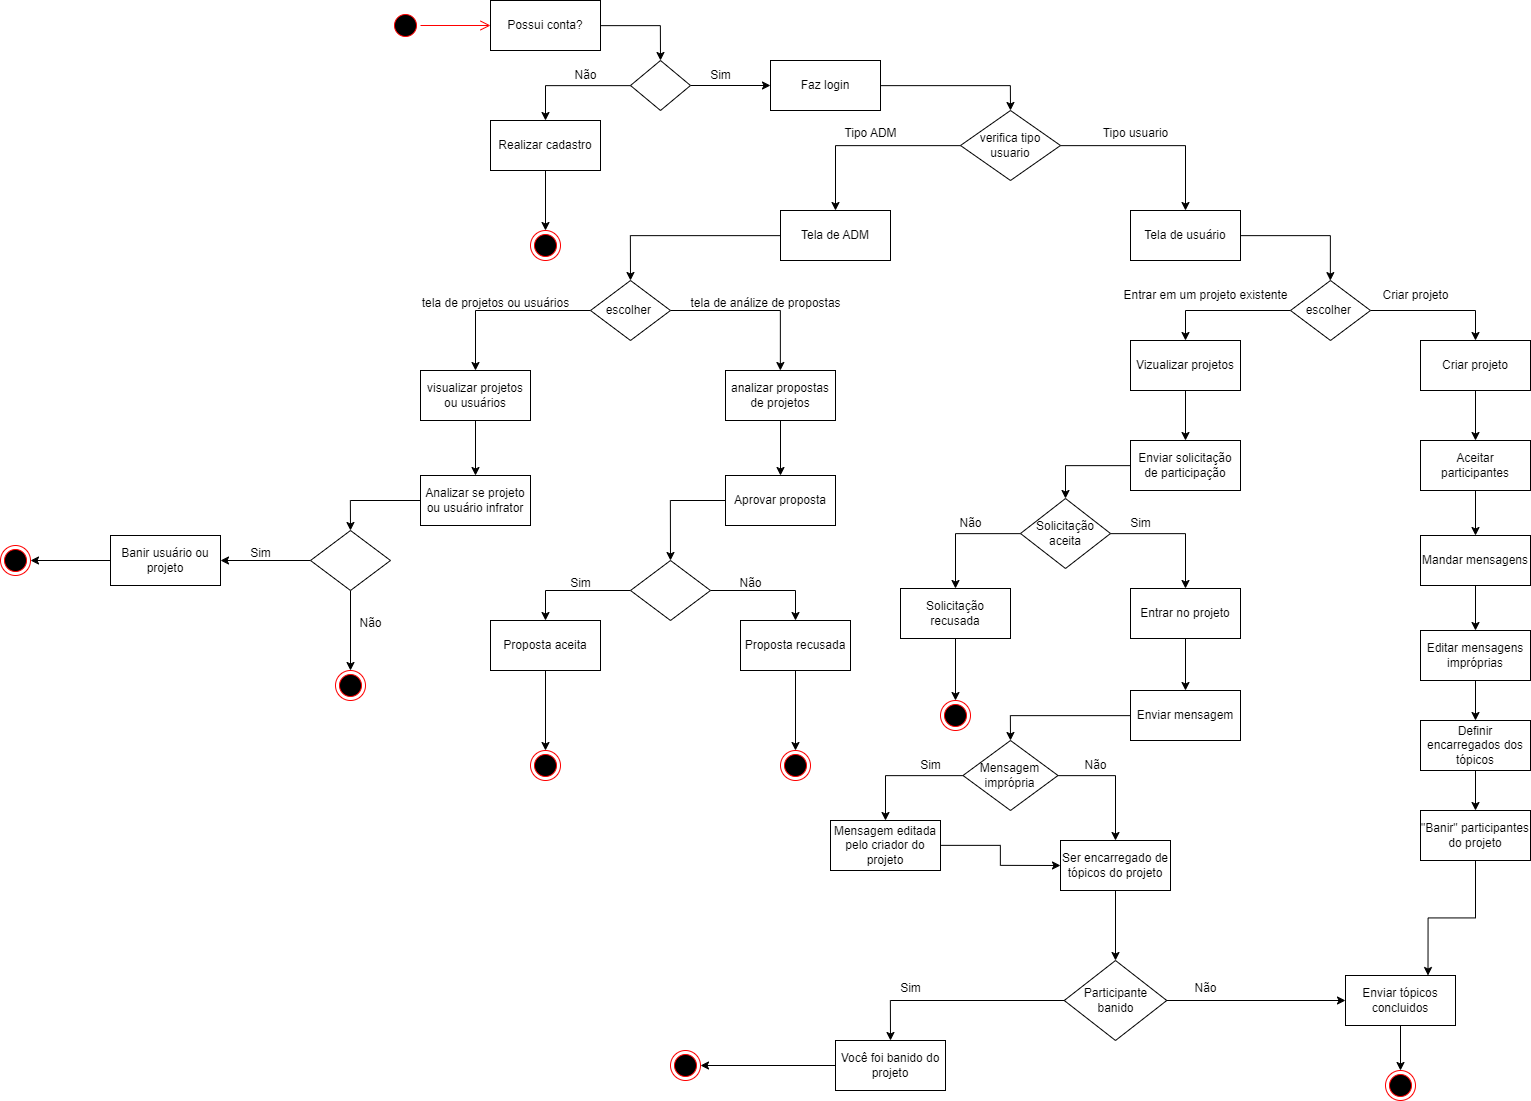 Possui conta?
Não
Sim
Faz login
Realizar cadastro
Tipo ADM
verifica tipo
usuario
Tipo usuario
Tela de ADM
Tela de usuário
tela de projetos ou usuários
escolher
tela de análize de propostas
Entrar em um projeto existente
escolher
Criar projeto
Vizualizar projetos
Criar projeto
visualizar projetos
ou usuários
analizar propostas
de projetos
Enviar solicitação
de participação
Aceitar
participantes
Analizar se projeto
ou usuário infrator
Aprovar proposta
Não
Solicitação
aceita
Sim
Banir usuário ou
projeto
Sim
Não
Mandar mensagens
Sim
Não
Solicitação
recusada
Entrar no projeto
Proposta aceita
Proposta recusada
Editar mensagens
impróprias
Enviar mensagem
Definir
encarregados dos
tópicos
Sim
Mensagem
imprópria
Não
Mensagem editada
pelo criador do
projeto
Ser encarregado de
tópicos do projeto
"Banir" participantes
do projeto
Sim
Participante
banido
Não
Enviar tópicos
concluidos
Você foi banido do
projeto